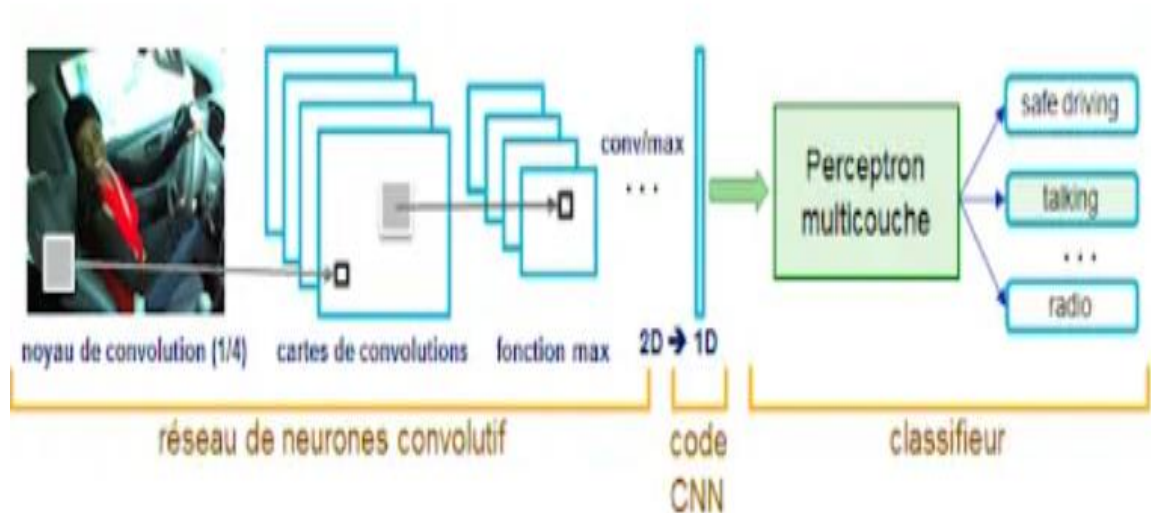 conv/max
. . .
Perceptron
multicouche
safe driving
talking
. . .
radio
noyau de convolution (1/4)
cartes de convolutions
fonction max
2D → 1D
réseau de neurones convolutif
code
CNN
classifieur